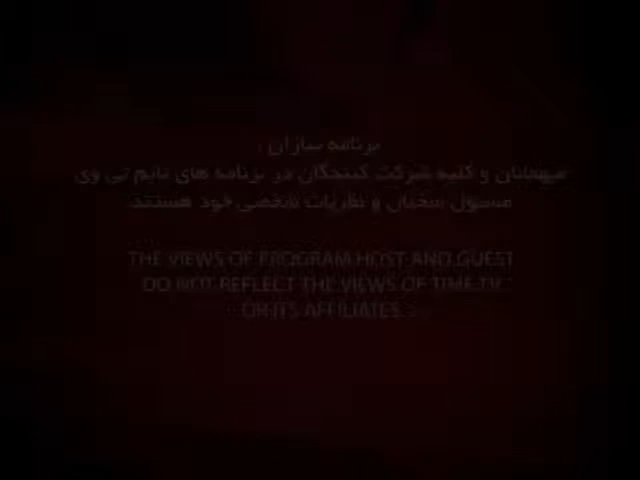 برنامه سازان ،
میهمانان و کلیه شرکت کنندگان در برنامه های تایم تی وی
مسئول سخنان و نظریات شخصی خود هستند.
THE VIEWS OF PROGRAM HOST AND GUEST
DO NOT REFLECT THE VIEWS OF TIME TV
OR ITS AFFILIATES.